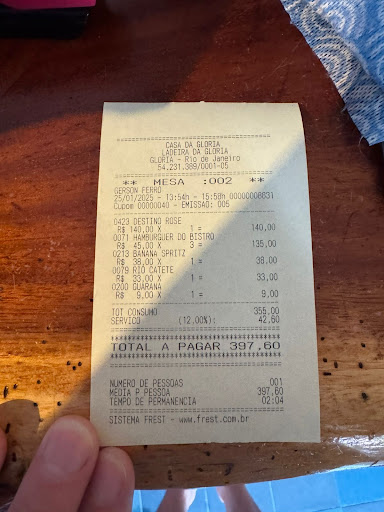 CASA DA GLORIA
LADEIRA DA GLORIA
GLORIA - Rio de Janeiro
54.231.389/0001-05
** MESA :002 **
GERSON FERRO
25/01/2025 - 13:54h - 15:58h 00000006631
Cupom 00000040 - EMISSAO: 005
0423 DESTINO ROSE
R$ 140,00 X 1 = 140,00
0071 HAMBURGUER DO BISTRO
R$ 45,00 X 3 = 135,00
0213 BANANA SPRITZ
R$ 38,00 X 1 = 38,00
0079 RIO CATETE
R$ 33,00 X 1 = 33,00
0200 GUARANA
R$ 9,00 X 1 = 9,00
TOT CONSUMO 355,00
SERVICO (12,00%): 42,60
TOTAL A PAGAR 397,60
NUMERO DE PESSOAS 001
MEDIA P PESSOA 397,60
TEMPO DE PERMANENCIA 02:04
SISTEMA FREST - www.frest.com.br